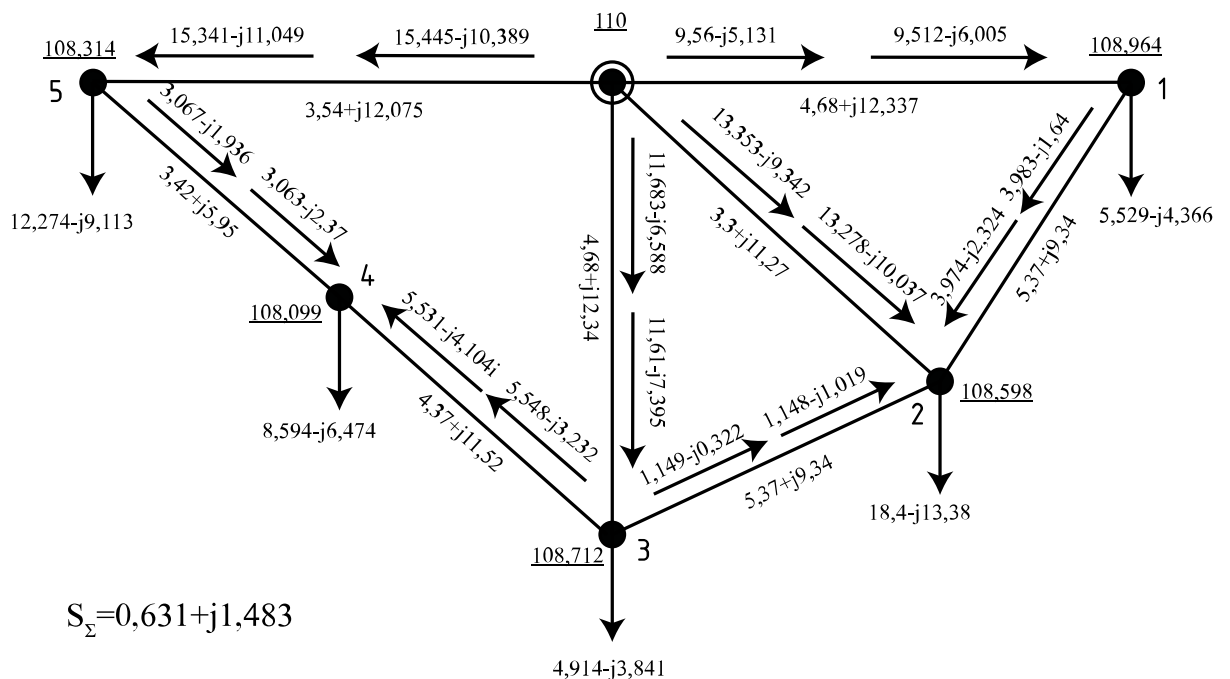 110
108,314
15,341-j11,049
15,445-j10,389
9,56-j5,131
9,512-j6,005
108,964
5
3,54+j12,075
4,68+j12,337
1
3,067-j1,936
3,063-j2,37
3,42+j5,95
12,274-j9,113
13,353-j9,342
13,278-j10,037
3,3+j11,27
11,683-j6,588
11,61-j7,395
4,68+j12,34
3,983-j1,64
3,974-j2,324
5,37+j9,34
5,529-j4,366
4
108,099
8,594-j6,474
5,531-j4,104i
5,548-j3,232
4,37+j11,52
1,149-j0,322
1,148-j1,019
5,37+j9,34
2
108,598
18,4-j13,38
108,712
3
4,914-j3,841
SΣ=0,631+j1,483